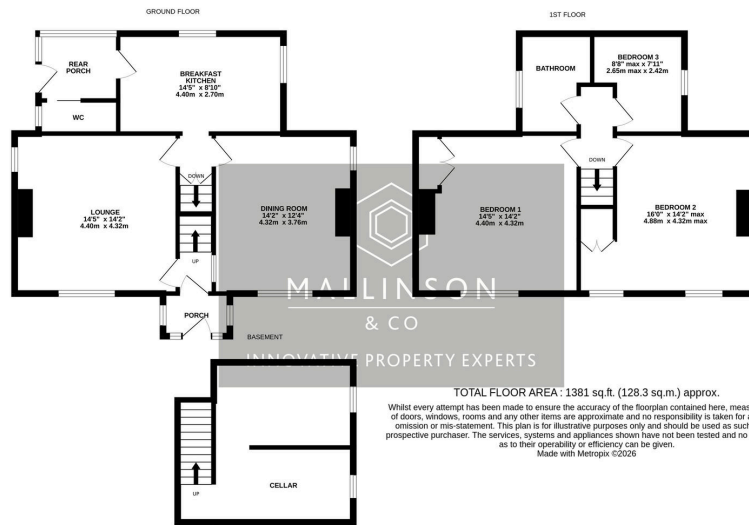 GROUND FLOOR
REAR
PORCH
WC
BREAKFAST
KITCHEN
14'5" x 8'10"
4.40m x 2.70m
DOWN
LOUNGE
14'5" x 14'2"
4.40m x 4.32m
DINING ROOM
14'2" x 12'4"
4.32m x 3.76m
UP
PORCH
1ST FLOOR
BATHROOM
BEDROOM 3
8'8" max x 7'11"
2.65m max x 2.42m
DOWN
BEDROOM 1
14'5" x 14'2"
4.40m x 4.32m
BEDROOM 2
16'0" x 14'2" max
4.88m x 4.32m max
MALLINSON
& CO
INNOVATIVE PROPERTY EXPERTS
BASEMENT
UP
CELLAR
TOTAL FLOOR AREA : 1381 sq.ft. (128.3 sq.m.) approx.
Whilst every attempt has been made to ensure the accuracy of the floorplan contained here,
of doors, windows, rooms and any other items are approximate and no responsibility is taken for
omission or mis-statement. This plan is for illustrative purposes only and should be used as such
prospective purchaser. The services, systems and appliances shown have not been tested and no
as to their operability or efficiency can be given.
Made with Metropix ©2026